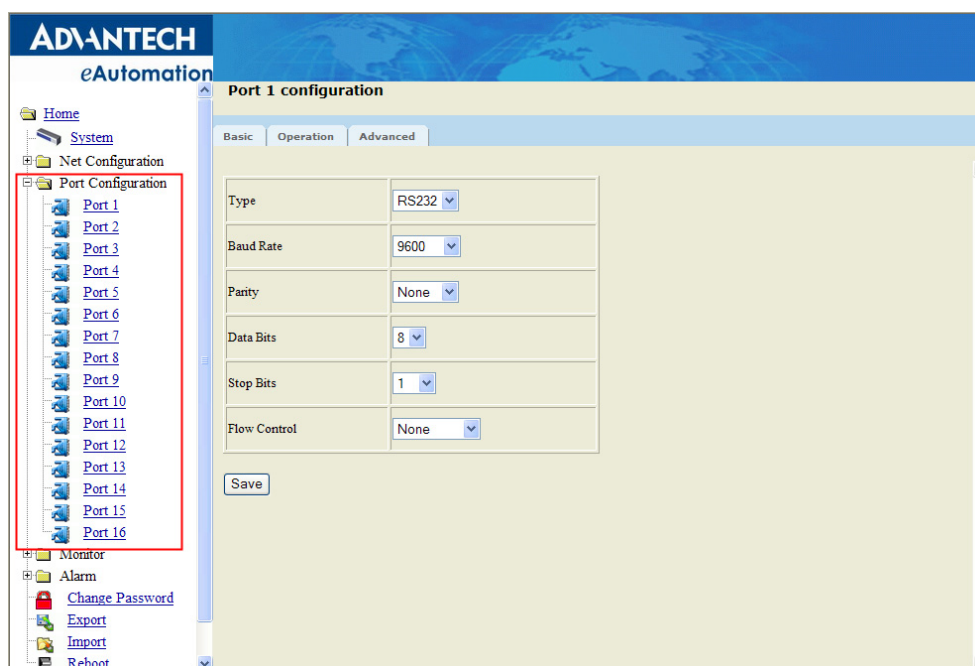 ADVANTECH
eAutomation
Home
System
Net Configuration
Port Configuration
Port 1
Port 2
Port 3
Port 4
Port 5
Port 6
Port 7
Port 8
Port 9
Port 10
Port 11
Port 12
Port 13
Port 14
Port 15
Port 16
Monitor
Alarm
Change Password
Export
Import
Reboot
Port 1 configuration
Basic Operation Advanced
Type RS232
Baud Rate 9600
Parity None
Data Bits 8
Stop Bits 1
Flow Control None
Save